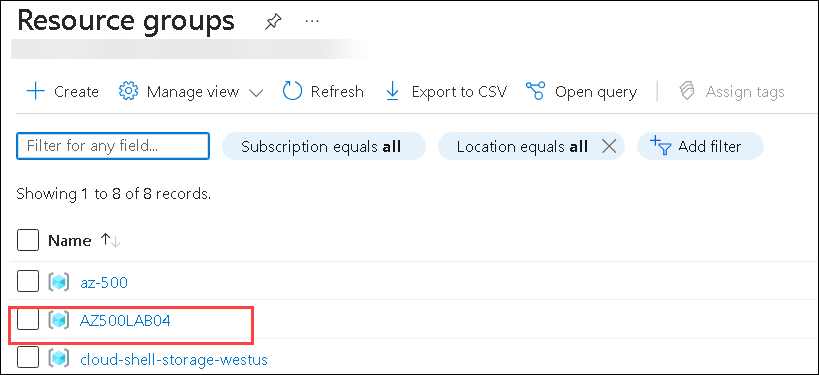 Resource groups
Create Manage view Refresh Export to CSV Open query Assign tags
Filter for any field... Subscription equals all Location equals all Add filter
Showing 1 to 8 of 8 records.
Name
az-500
AZ500LAB04
cloud-shell-storage-westus